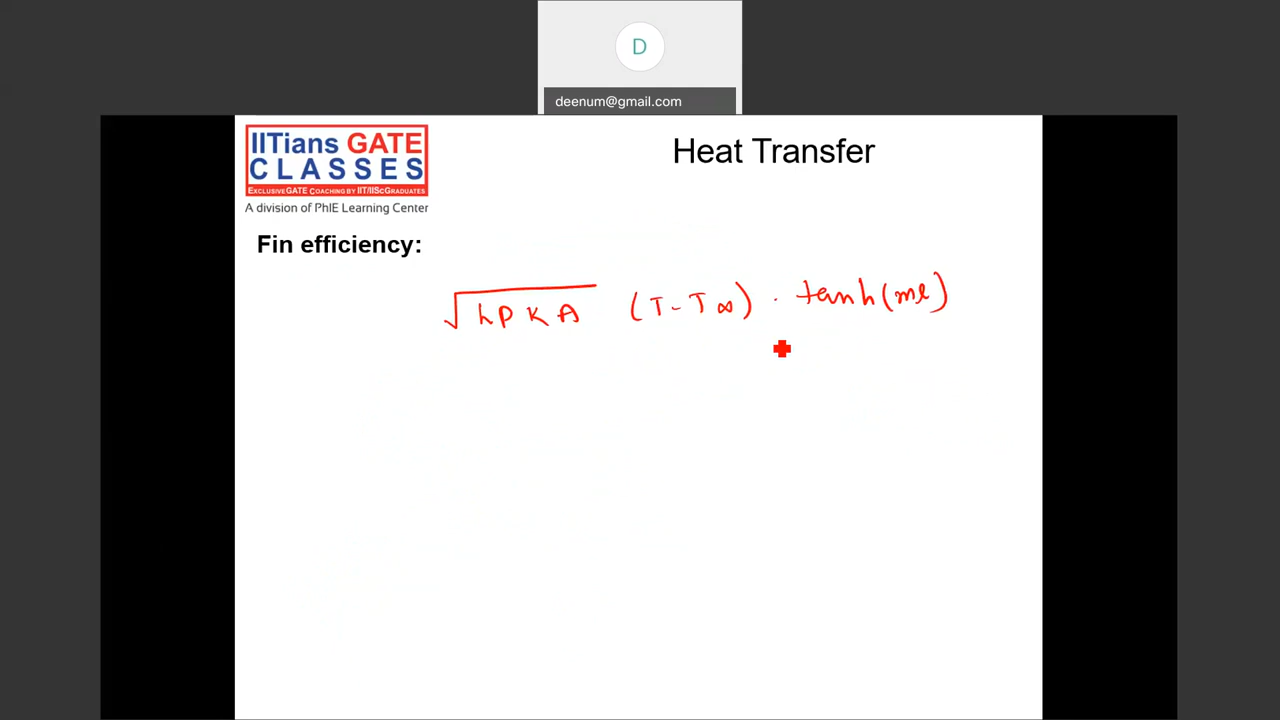 D
deenum@gmail.com
IITians GATE
CLASSES
EXCLUSIVE GATE COACHING BY IIT/IISC GRADUATES
A division of PhIE Learning Center
Heat Transfer
Fin efficiency:
√hPKA (T-T∞) · tanh(ml)